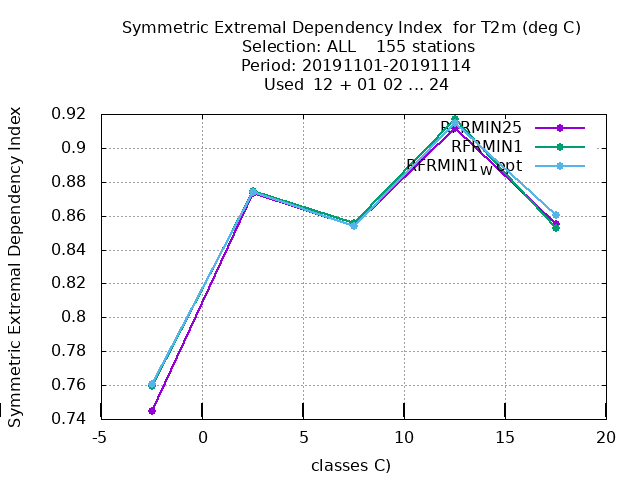 Symmetric Extremal Dependency Index  for T2m (deg C)
Selection: ALL    155 stations
Period: 20191101-20191114
Used  12 + 01 02 ... 24
Symmetric Extremal Dependency Index
0.92
0.9
0.88
0.86
0.84
0.82
0.8
0.78
0.76
0.74
RFRMIN25
RFRMIN1
RFRMIN1w opt
-5
0
5
10
15
20
classes C)